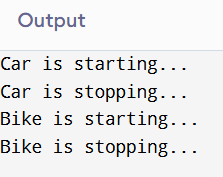 Output
Car is starting...
Car is stopping...
Bike is starting...
Bike is stopping...